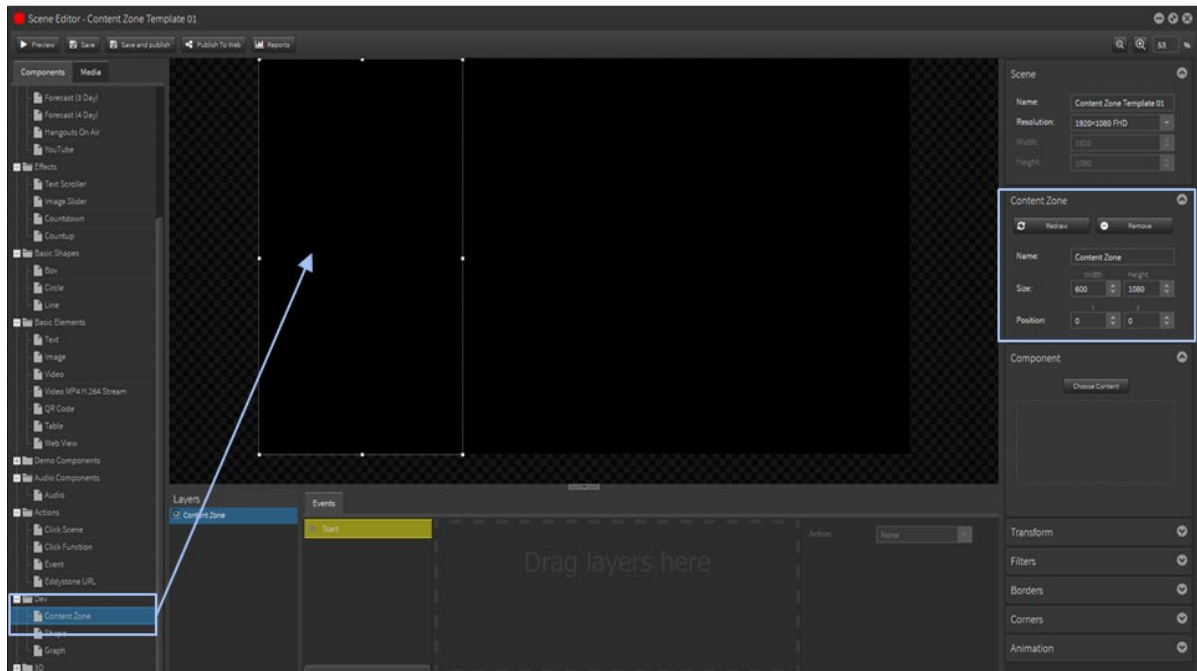 Scene Editor - Content Zone Template 01
Preview Save Save and publish Publish To Web Reports 53 %
Components Media
Forecast (3 Day)
Forecast (4 Day)
Hangouts On Air
YouTube
Effects
Text Scroller
Image Slider
Countdown
Countup
Basic Shapes
Box
Circle
Line
Basic Elements
Text
Image
Video
Video MP4 H.264 Stream
QR Code
Table
Web View
Demo Components
Audio Components
Audio
Actions
Click Scene
Click Function
Event
Eddystone URL
Dev
Content Zone
Shape
Graph
3D
Layers
Content Zone
Events
Start
Drag layers here
Action: None
Scene
Name: Content Zone Template 01
Resolution: 1920×1080 FHD
Width: 1920
Height: 1080
Content Zone
Redraw Remove
Name: Content Zone
Width Height
Size: 600 1080
x y
Position: 0 0
Component
Choose Content
Transform
Filters
Borders
Corners
Animation